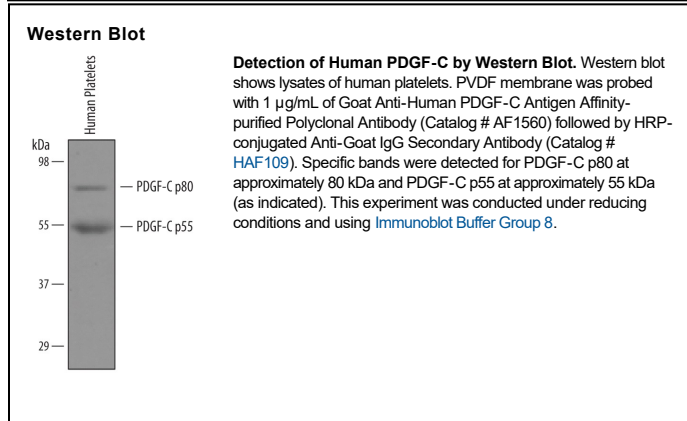 Western Blot
Human Platelets
kDa
98
PDGF-C p80
55
PDGF-C p55
37
29
Detection of Human PDGF-C by Western Blot. Western blot
shows lysates of human platelets. PVDF membrane was probed
with 1 µg/mL of Goat Anti-Human PDGF-C Antigen Affinity-
purified Polyclonal Antibody (Catalog # AF1560) followed by HRP-
conjugated Anti-Goat IgG Secondary Antibody (Catalog #
HAF109). Specific bands were detected for PDGF-C p80 at
approximately 80 kDa and PDGF-C p55 at approximately 55 kDa
(as indicated). This experiment was conducted under reducing
conditions and using Immunoblot Buffer Group 8.